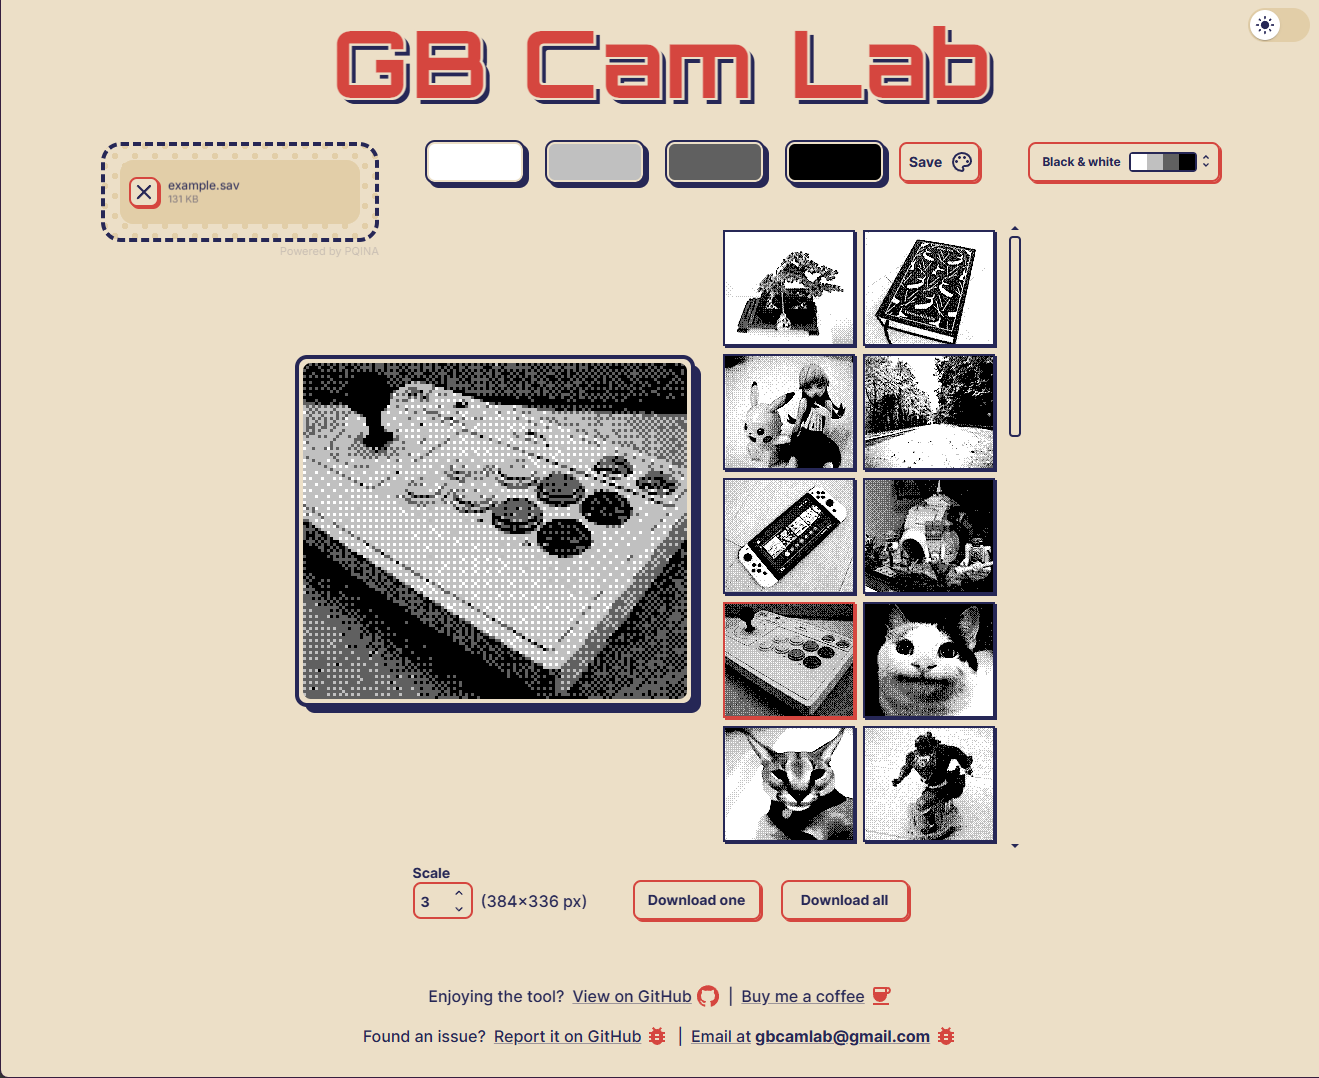 GB Cam Lab
example.sav
131 KB
Powered by PQINA
Save
Black & white
Scale
3
(384×336 px)
Download one
Download all
Enjoying the tool? View on GitHub | Buy me a coffee
Found an issue? Report it on GitHub | Email at gbcamlab@gmail.com